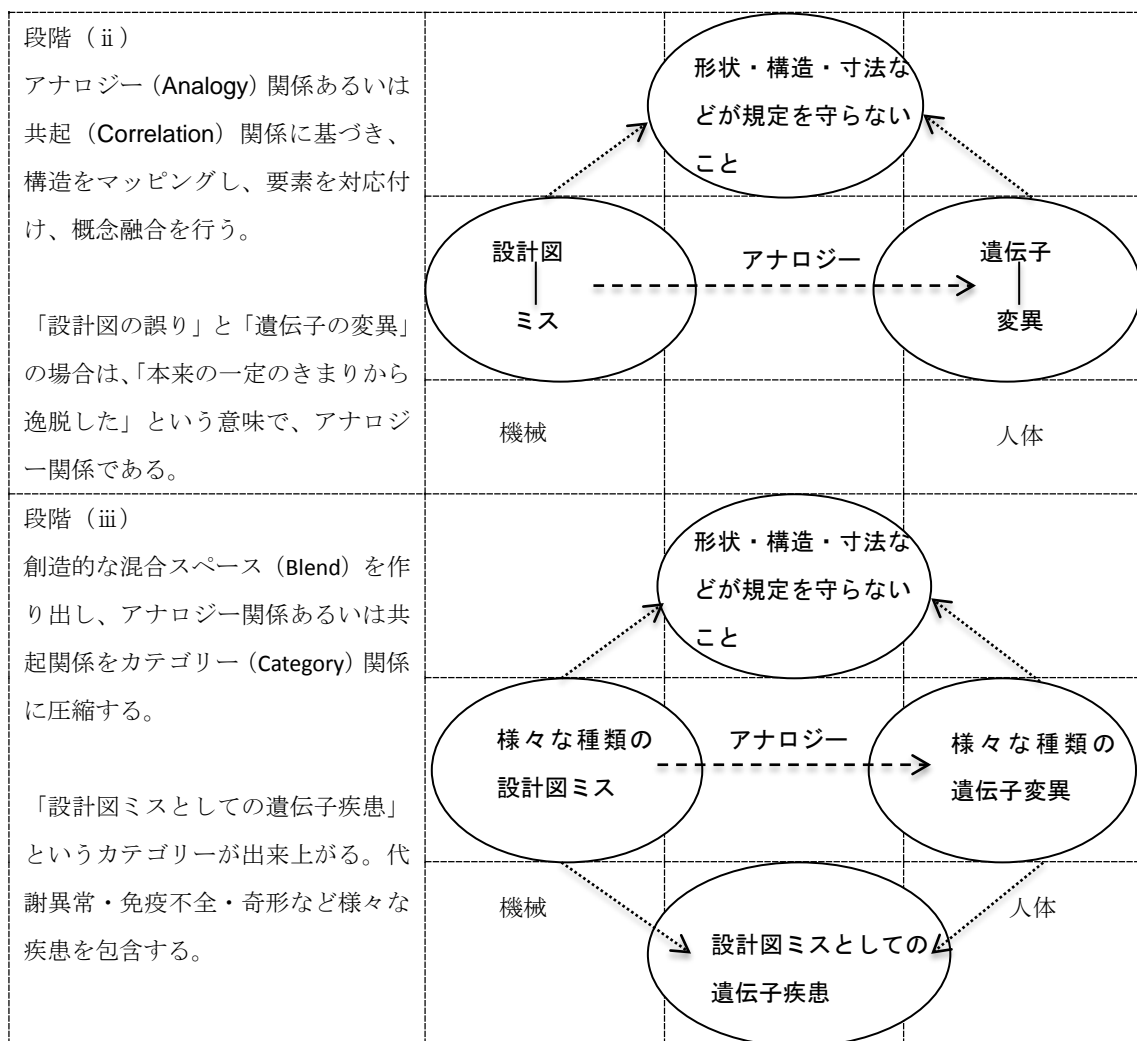 段階(ⅱ)
アナロジー(Analogy)関係あるいは
共起(Correlation)関係に基づき、
構造をマッピングし、要素を対応付
け、概念融合を行う。
「設計図の誤り」と「遺伝子の変異」
の場合は、「本来の一定のきまりから
逸脱した」という意味で、アナロジ
ー関係である。
形状・構造・寸法な
どが規定を守らない
こと
設計図
ミス
アナロジー
遺伝子
変異
機械
人体
段階(ⅲ)
創造的な混合スペース(Blend)を作
り出し、アナロジー関係あるいは共
起関係をカテゴリー(Category)関係
に圧縮する。
「設計図ミスとしての遺伝子疾患」
というカテゴリーが出来上がる。代
謝異常・免疫不全・奇形など様々な
疾患を包含する。
形状・構造・寸法な
どが規定を守らない
こと
様々な種類の
設計図ミス
アナロジー
様々な種類の
遺伝子変異
機械
人体
設計図ミスとしての
遺伝子疾患